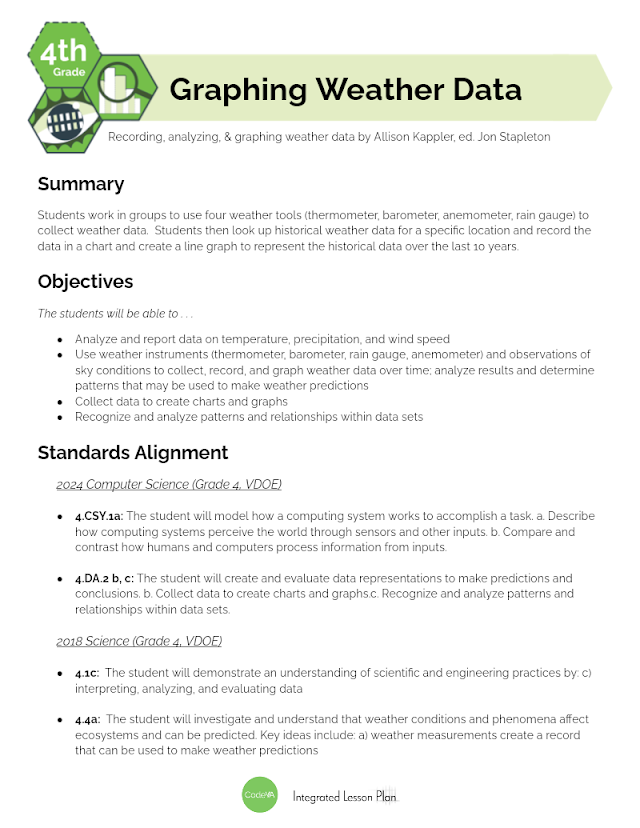 4th
Grade
Graphing Weather Data
Recording, analyzing, & graphing weather data by Allison Kappler, ed. Jon Stapleton
Summary
Students work in groups to use four weather tools (thermometer, barometer, anemometer, rain gauge) to
collect weather data.  Students then look up historical weather data for a specific location and record the
data in a chart and create a line graph to represent the historical data over the last 10 years.
Objectives
The students will be able to . . .
● Analyze and report data on temperature, precipitation, and wind speed
● Use weather instruments (thermometer, barometer, rain gauge, anemometer) and observations of
sky conditions to collect, record, and graph weather data over time; analyze results and determine
patterns that may be used to make weather predictions
● Collect data to create charts and graphs
● Recognize and analyze patterns and relationships within data sets
Standards Alignment
2024 Computer Science (Grade 4, VDOE)
● 4.CSY.1a: The student will model how a computing system works to accomplish a task. a. Describe
how computing systems perceive the world through sensors and other inputs. b. Compare and
contrast how humans and computers process information from inputs.
● 4.DA.2 b, c: The student will create and evaluate data representations to make predictions and
conclusions. b. Collect data to create charts and graphs.c. Recognize and analyze patterns and
relationships within data sets.
2018 Science (Grade 4, VDOE)
● 4.1c:  The student will demonstrate an understanding of scientific and engineering practices by: c)
interpreting, analyzing, and evaluating data
● 4.4a:  The student will investigate and understand that weather conditions and phenomena affect
ecosystems and can be predicted. Key ideas include: a) weather measurements create a record
that can be used to make weather predictions
CodeVA
Integrated Lesson Plan